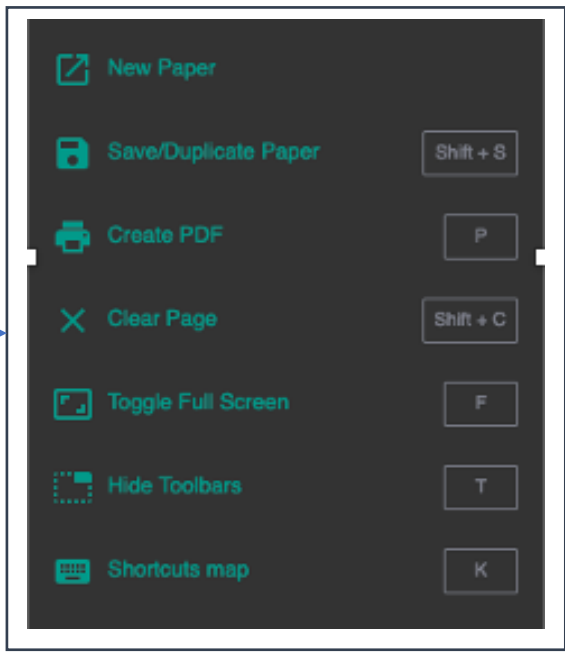 New Paper
Save/Duplicate Paper Shift + S
Create PDF P
Clear Page Shift + C
Toggle Full Screen F
Hide Toolbars T
Shortcuts map K